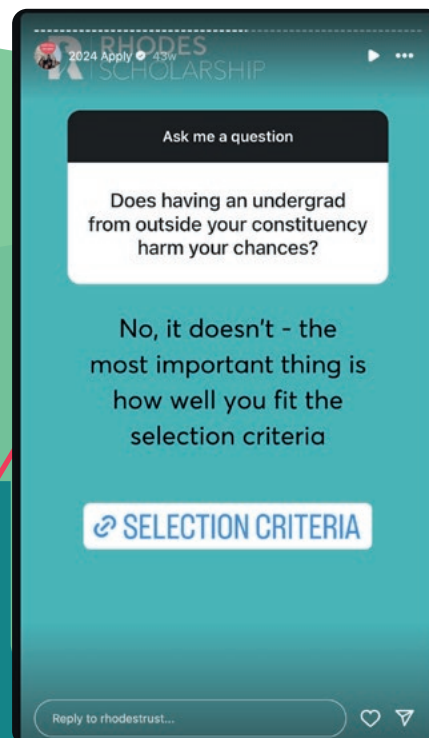 RHODES
SCHOLARSHIP
2024 Apply 43w
Ask me a question
Does having an undergrad
from outside your constituency
harm your chances?
No, it doesn't - the
most important thing is
how well you fit the
selection criteria
SELECTION CRITERIA
Reply to rhodestrust...